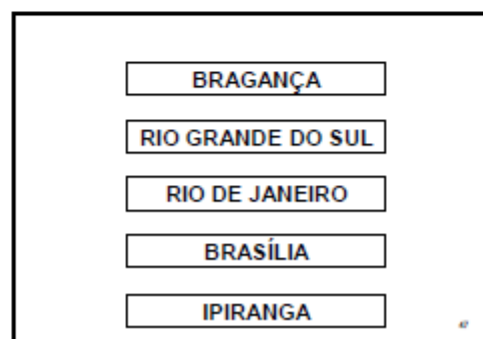 BRAGANÇA
RIO GRANDE DO SUL
RIO DE JANEIRO
BRASÍLIA
IPIRANGA